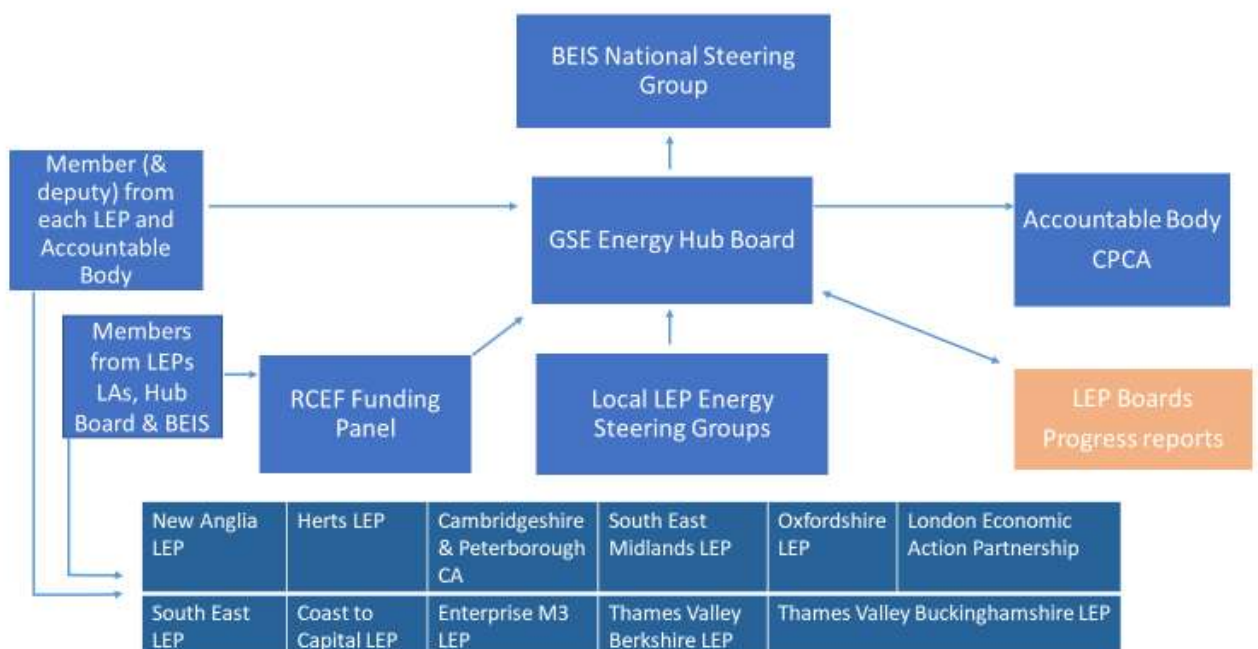 BEIS National Steering
Group
Member (&
deputy) from
each LEP and
Accountable
Body
GSE Energy Hub Board
Accountable Body
CPCA
Members
from LEPs
LAs, Hub
Board & BEIS
RCEF Funding
Panel
Local LEP Energy
Steering Groups
LEP Boards
Progress reports
New Anglia
LEP
Herts LEP
Cambridgeshire
& Peterborough
CA
South East
Midlands LEP
Oxfordshire
LEP
London Economic
Action Partnership
South East
LEP
Coast to
Capital LEP
Enterprise M3
LEP
Thames Valley
Berkshire LEP
Thames Valley Buckinghamshire LEP